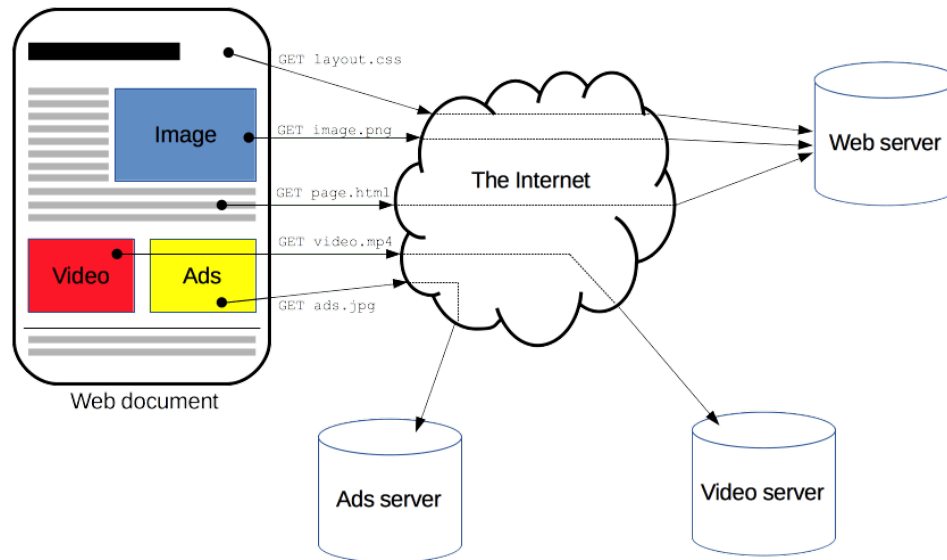 GET layout.css
Image
GET image.png
Web server
The Internet
GET page.html
GET video.mp4
Video
Ads
GET ads.jpg
Web document
Ads server
Video server